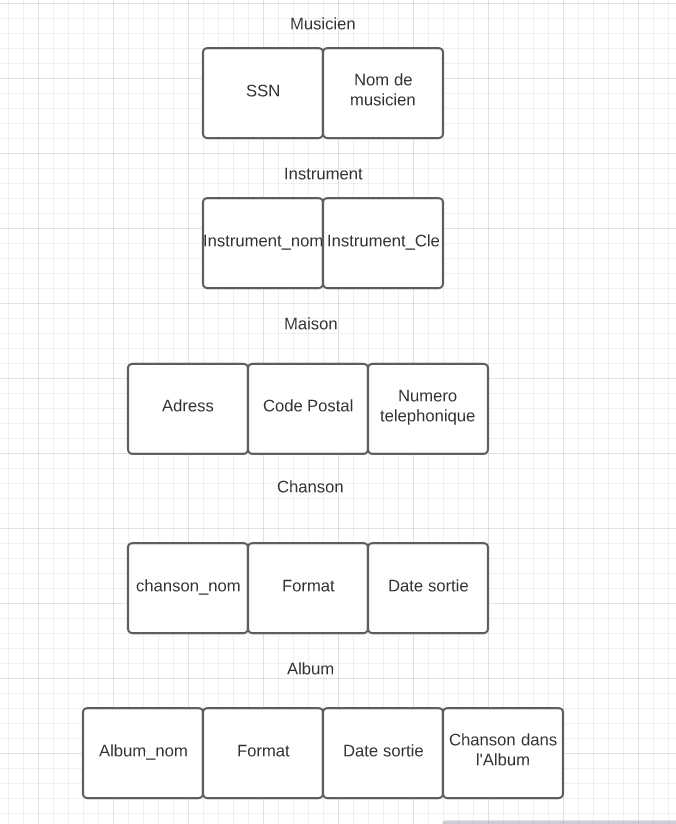 Musicien
SSN
Nom de
musicien
Instrument
Instrument_nom
Instrument_Cle
Maison
Adress
Code Postal
Numero
telephonique
Chanson
chanson_nom
Format
Date sortie
Album
Album_nom
Format
Date sortie
Chanson dans
l'Album